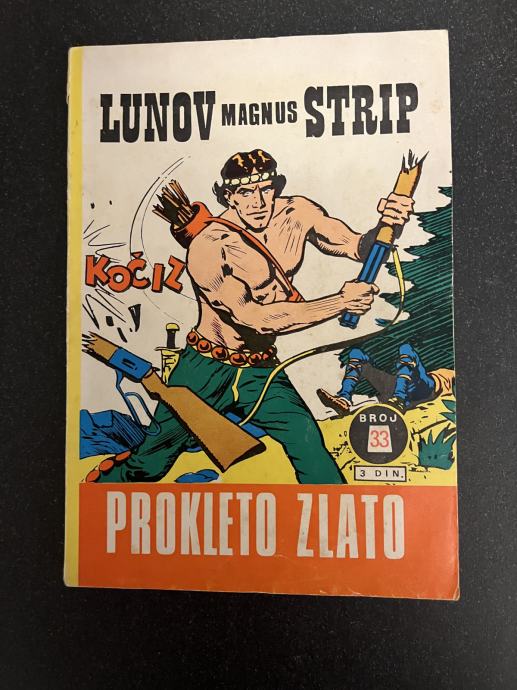 LUNOV MAGNUS STRIP
KOČIZ
BROJ
33
3 DIN.
PROKLETO ZLATO